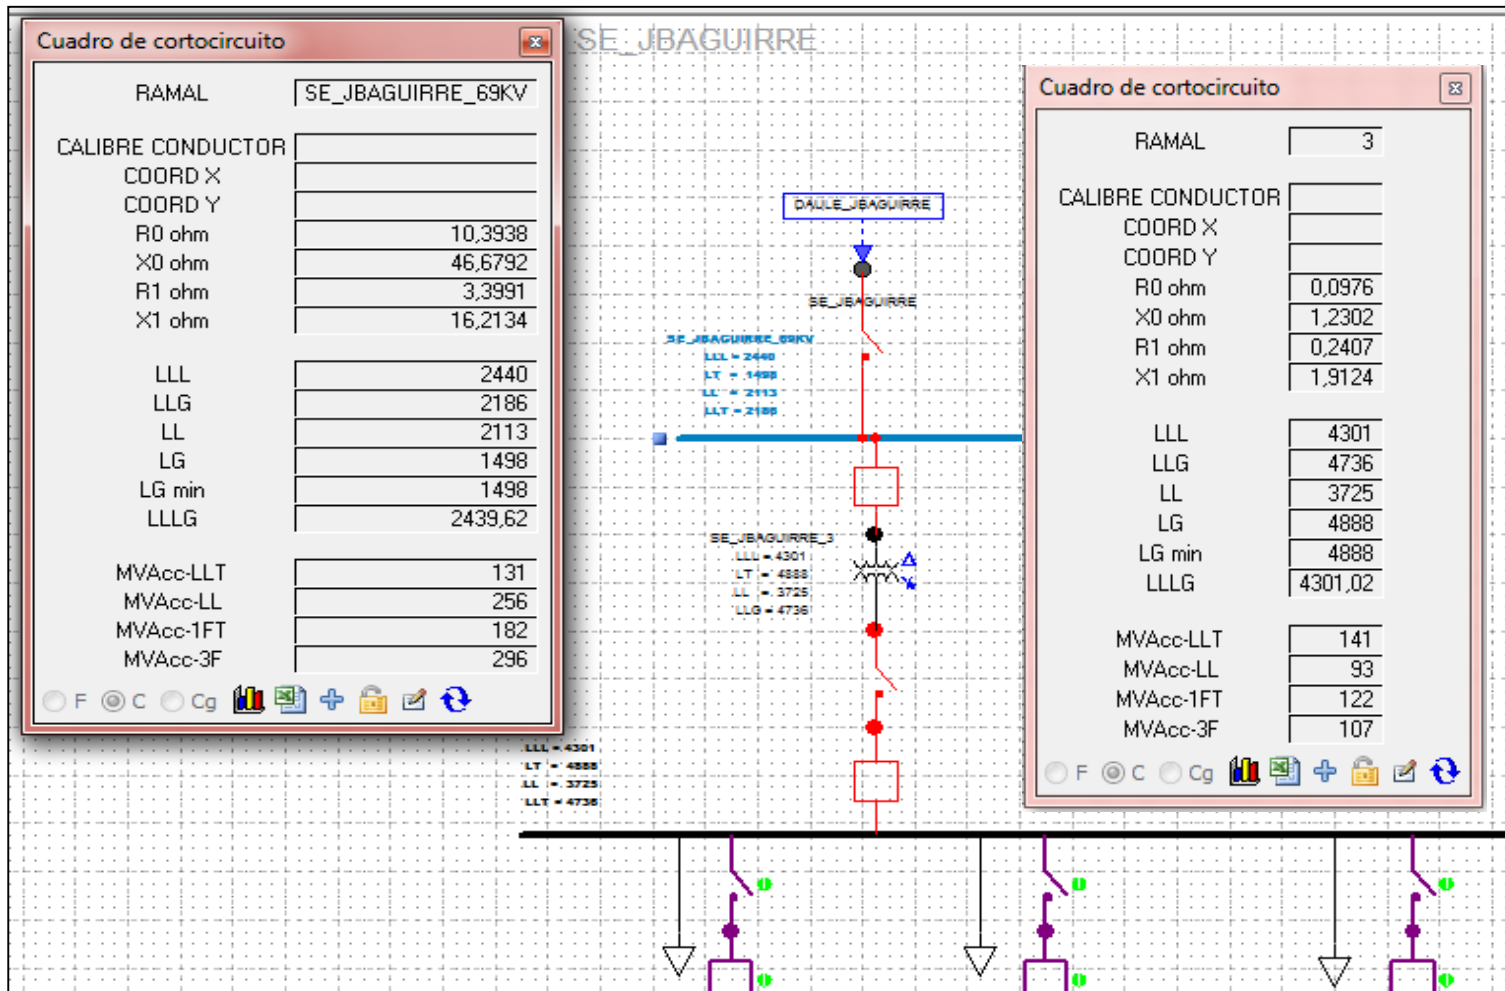 SE_JBAGUIRRE
Cuadro de cortocircuito
RAMAL SE_JBAGUIRRE_69KV
CALIBRE CONDUCTOR
COORD X
COORD Y
R0 ohm 10,3938
X0 ohm 46,6792
R1 ohm 3,3991
X1 ohm 16,2134
LLL 2440
LLG 2186
LL 2113
LG 1498
LG min 1498
LLLG 2439,62
MVAcc-LLT 131
MVAcc-LL 256
MVAcc-1FT 182
MVAcc-3F 296
F C Cg
DAULE_JBAGUIRRE
SE_JBAGUIRRE
SE_JBAGUIRRE_69KV
LLL = 2440
LT = 1498
LL = 2113
LLT = 2186
SE_JBAGUIRRE_3
LLL = 4301
LT = 4888
LL = 3725
LLG = 4736
LLL = 4301
LT = 4888
LL = 3725
LLT = 4736
Cuadro de cortocircuito
RAMAL 3
CALIBRE CONDUCTOR
COORD X
COORD Y
R0 ohm 0,0976
X0 ohm 1,2302
R1 ohm 0,2407
X1 ohm 1,9124
LLL 4301
LLG 4736
LL 3725
LG 4888
LG min 4888
LLLG 4301,02
MVAcc-LLT 141
MVAcc-LL 93
MVAcc-1FT 122
MVAcc-3F 107
F C Cg